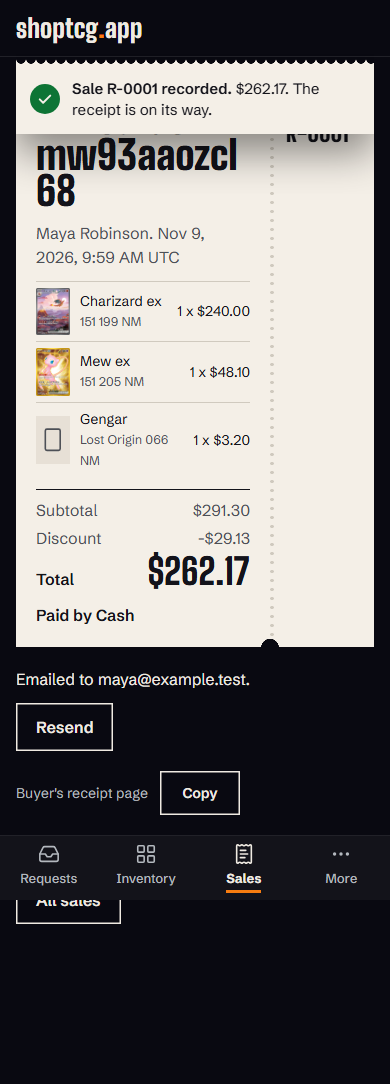 shoptcg.app
Sale R-0001 recorded. $262.17. The
receipt is on its way.
R-0001
mw93aaozcl
68
Maya Robinson. Nov 9,
2026, 9:59 AM UTC
Charizard ex
151 199 NM
1 x $240.00
Mew ex
151 205 NM
1 x $48.10
Gengar
Lost Origin 066
NM
1 x $3.20
Subtotal $291.30
Discount -$29.13
Total $262.17
Paid by Cash
Emailed to maya@example.test.
Resend
Buyer's receipt page Copy
Requests Inventory Sales More
All sales